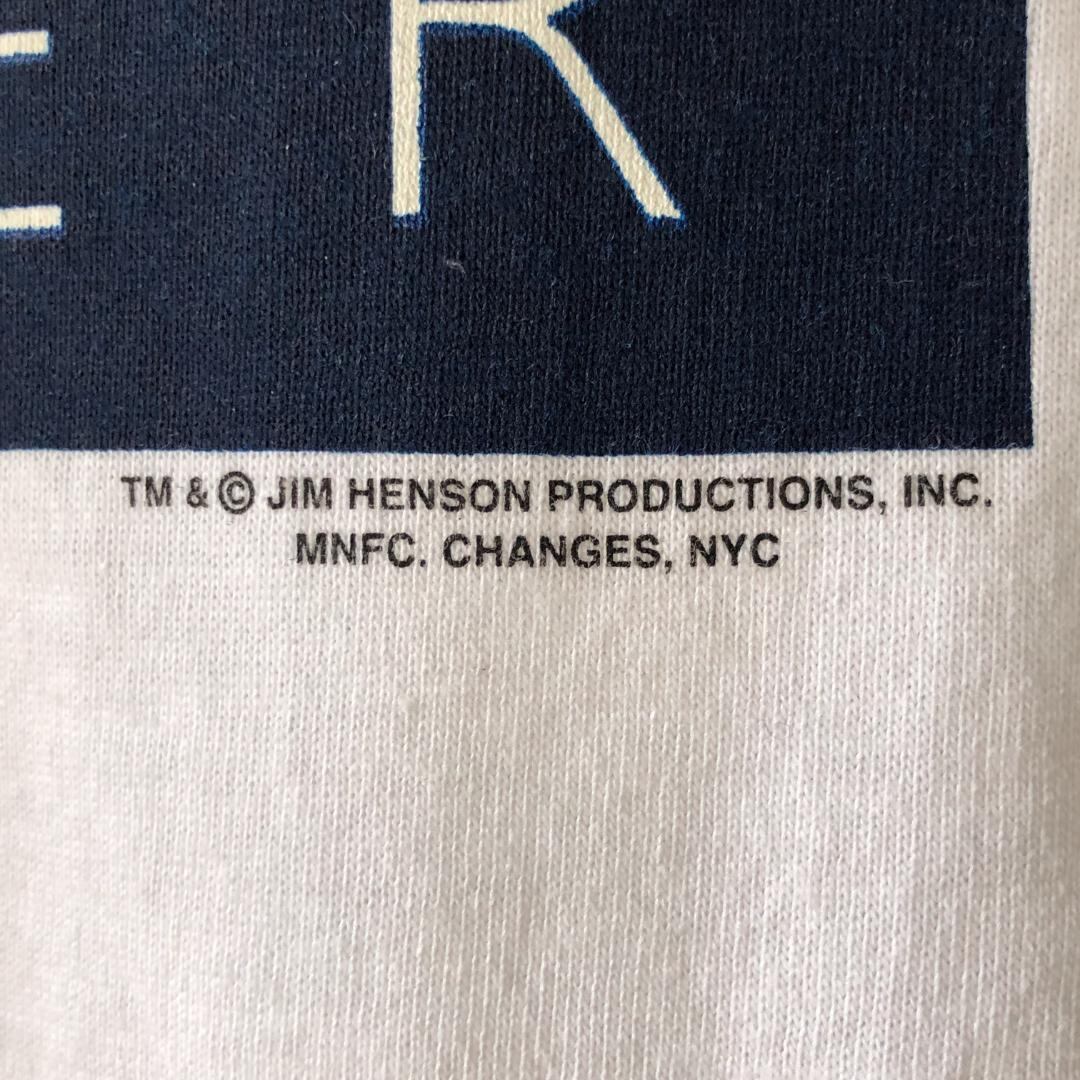 E R
TM & © JIM HENSON PRODUCTIONS, INC.
MNFC. CHANGES, NYC